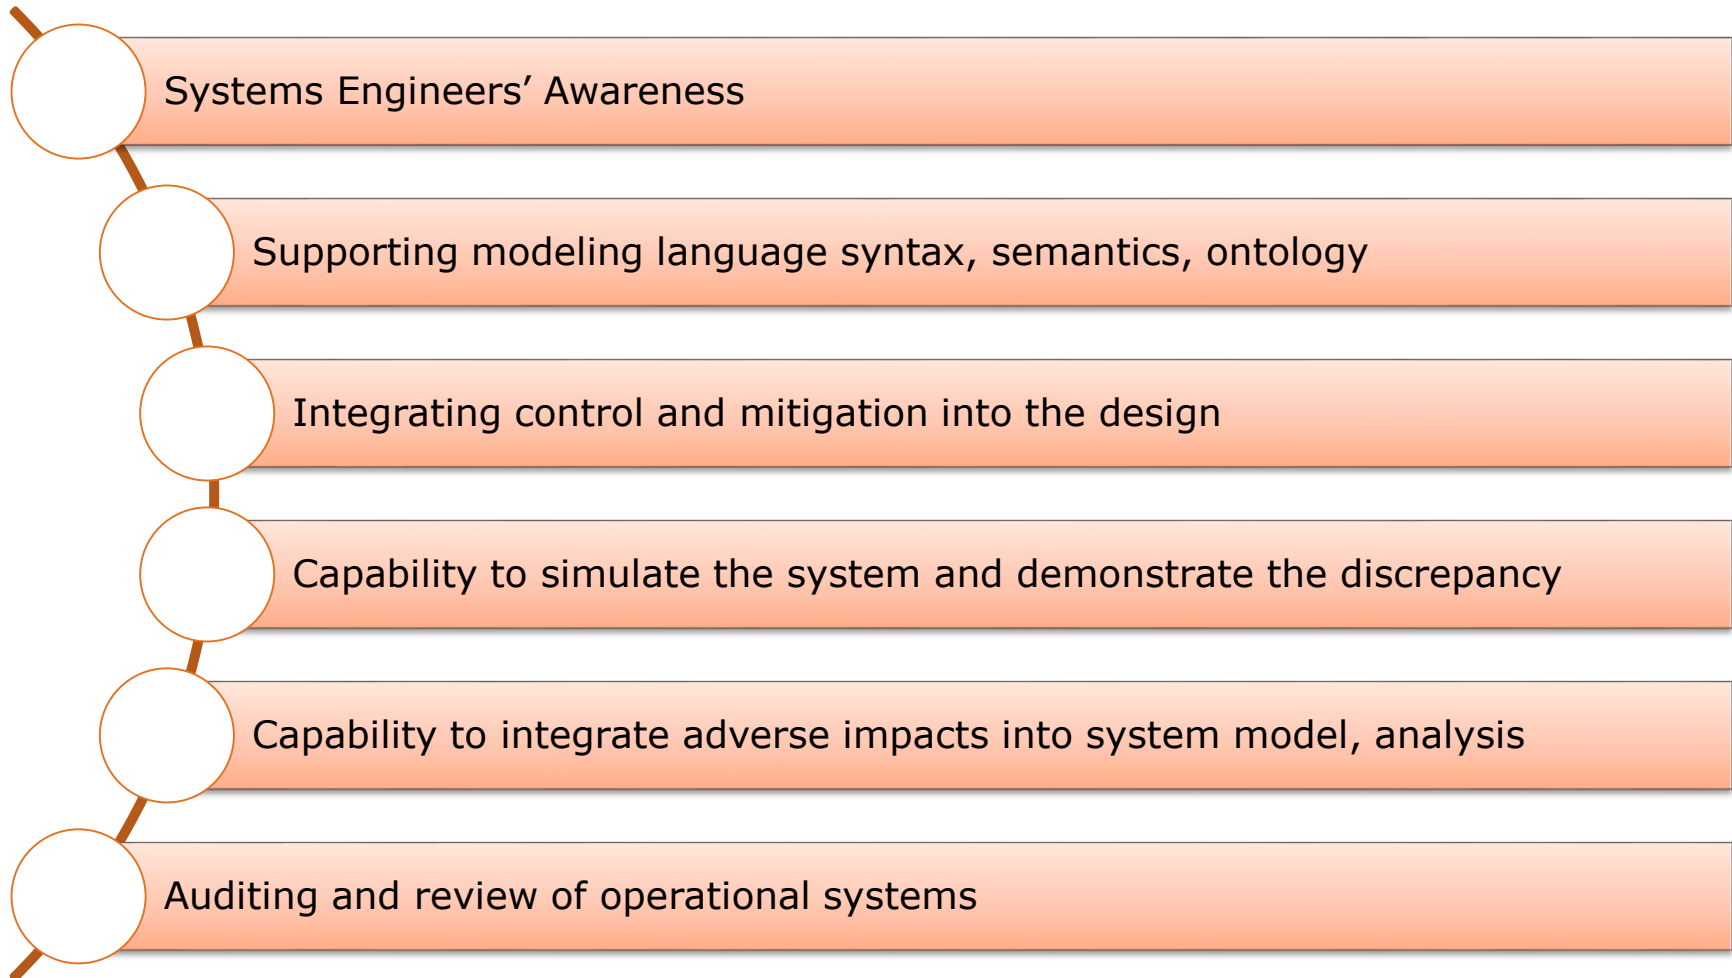 Systems Engineers’ Awareness
Supporting modeling language syntax, semantics, ontology
Integrating control and mitigation into the design
Capability to simulate the system and demonstrate the discrepancy
Capability to integrate adverse impacts into system model, analysis
Auditing and review of operational systems